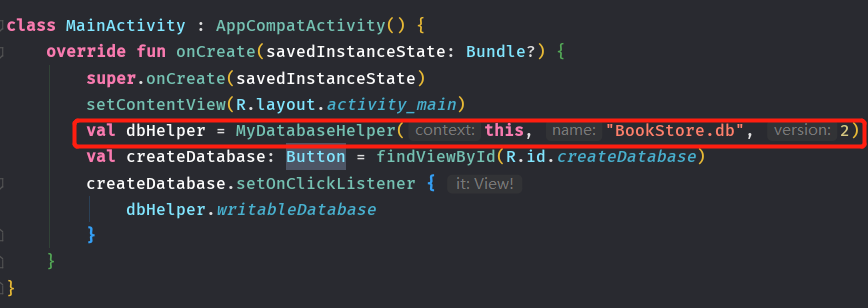 class MainActivity : AppCompatActivity() {
    override fun onCreate(savedInstanceState: Bundle?) {
        super.onCreate(savedInstanceState)
        setContentView(R.layout.activity_main)
        val dbHelper = MyDatabaseHelper( context: this, name: "BookStore.db", version: 2)
        val createDatabase: Button = findViewById(R.id.createDatabase)
        createDatabase.setOnClickListener { it: View!
            dbHelper.writableDatabase
        }
    }
}